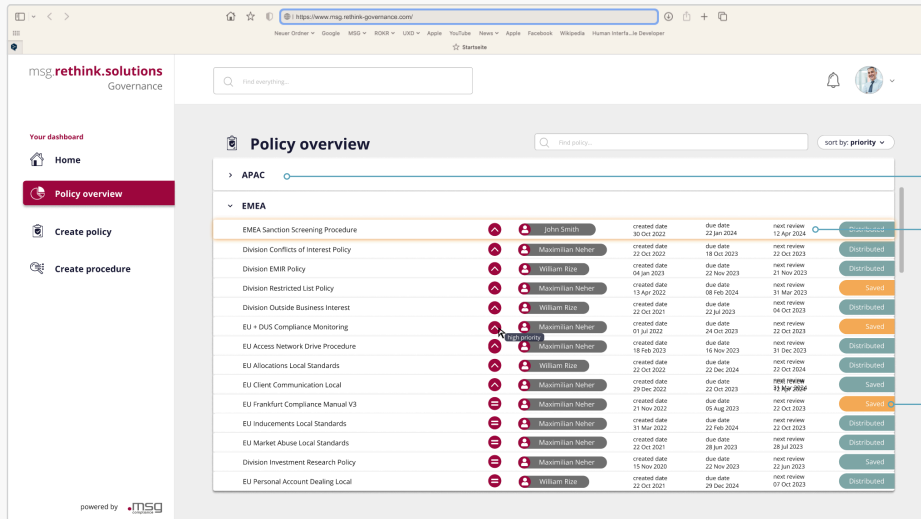 https://www.msg.rethink-governance.com/
Neuer Ordner Google MSG ROKR UXD Apple YouTube News Apple Facebook Wikipedia Human Interfa...le Developer
Startseite
msg.rethink.solutions
Governance
Find everything...
Your dashboard
Home
Policy overview
Create policy
Create procedure
powered by .msg
compliance
Policy overview
Find policy...
sort by: priority
APAC
EMEA
EMEA Sanction Screening Procedure John Smith created date due date next review Distributed
30 Oct 2022 22 Jan 2024 12 Apr 2024
Division Conflicts of Interest Policy Maximilian Neher created date due date next review Distributed
22 Oct 2022 18 Oct 2023 22 Oct 2023
Division EMIR Policy William Rize created date due date next review Distributed
04 Jan 2023 22 Nov 2023 21 Nov 2023
Division Restricted List Policy Maximilian Neher created date due date next review Saved
13 Apr 2022 08 Feb 2024 31 Mar 2023
Division Outside Business Interest William Rize created date due date next review Distributed
22 Oct 2021 22 Jul 2023 04 Oct 2023
EU + DUS Compliance Monitoring Maximilian Neher created date due date next review Saved
01 Jul 2022 24 Oct 2023 22 Oct 2023
high priority
EU Access Network Drive Procedure Maximilian Neher created date due date next review Distributed
18 Feb 2023 16 Nov 2023 31 Dec 2023
EU Allocations Local Standards William Rize created date due date next review Distributed
22 Oct 2022 22 Dec 2024 22 Oct 2024
EU Client Communication Local Maximilian Neher created date due date next review Saved
29 Dec 2022 22 Oct 2023
EU Frankfurt Compliance Manual V3 Maximilian Neher created date due date next review Saved
21 Nov 2022 05 Aug 2023 22 Oct 2023
EU Inducements Local Standards Maximilian Neher created date due date next review Distributed
31 Mar 2022 22 Feb 2024 22 Oct 2023
EU Market Abuse Local Standards Maximilian Neher created date due date next review Distributed
22 Oct 2021 28 Jun 2023 28 Jul 2023
Division Investment Research Policy Maximilian Neher created date due date next review Saved
15 Nov 2020 22 Nov 2023 22 Jun 2023
EU Personal Account Dealing Local William Rize created date due date next review Distributed
22 Oct 2021 29 Dec 2024 07 Oct 2023